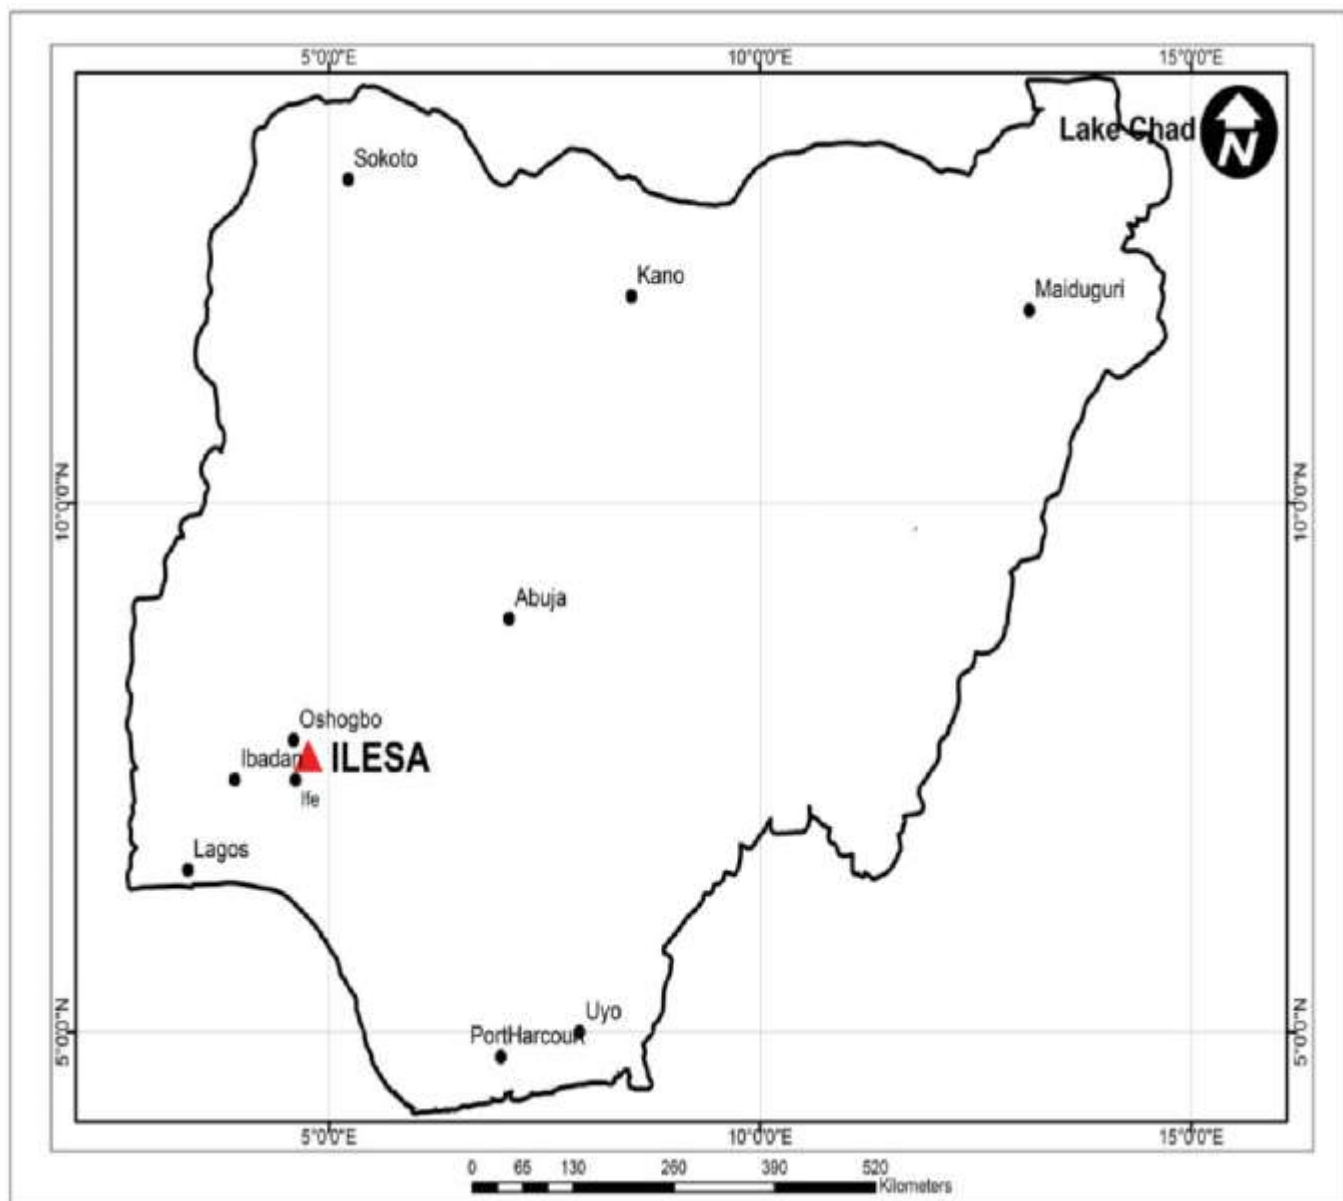 5°0'0"E 10°0'0"E 15°0'0"E
Lake Chad
N
Sokoto
Kano
Maiduguri
10°0'0"N 10°0'0"N
Abuja
Oshogbo
Ibadan ILESA
Ife
Lagos
Uyo
PortHarcourt
5°0'0"N 5°0'0"N
5°0'0"E 10°0'0"E 15°0'0"E
0 65 130 260 390 520
Kilometers